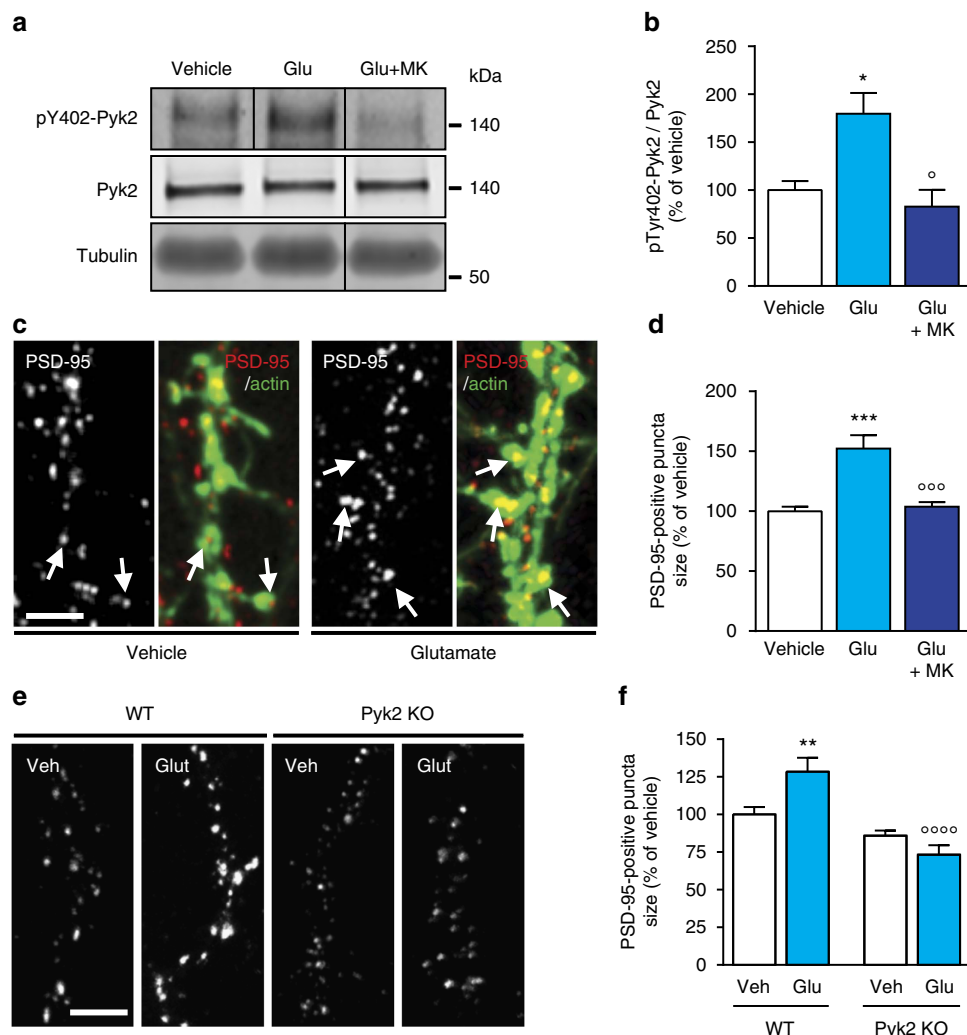 a
Vehicle Glu Glu+MK kDa
pY402-Pyk2
140
Pyk2
140
Tubulin
50
b
pTyr402-Pyk2 / Pyk2
(% of vehicle)
250
200
150
100
50
0
*
°
Vehicle Glu Glu
+ MK
c
PSD-95
PSD-95
/actin
PSD-95
PSD-95
/actin
Vehicle
Glutamate
d
PSD-95-positive puncta
size (% of vehicle)
200
150
100
50
0
***
°°°
Vehicle Glu Glu
+ MK
e
WT
Pyk2 KO
Veh
Glut
Veh
Glut
f
PSD-95-positive puncta
size (% of vehicle)
150
125
100
75
50
25
0
**
°°°°
Veh Glu Veh Glu
WT Pyk2 KO